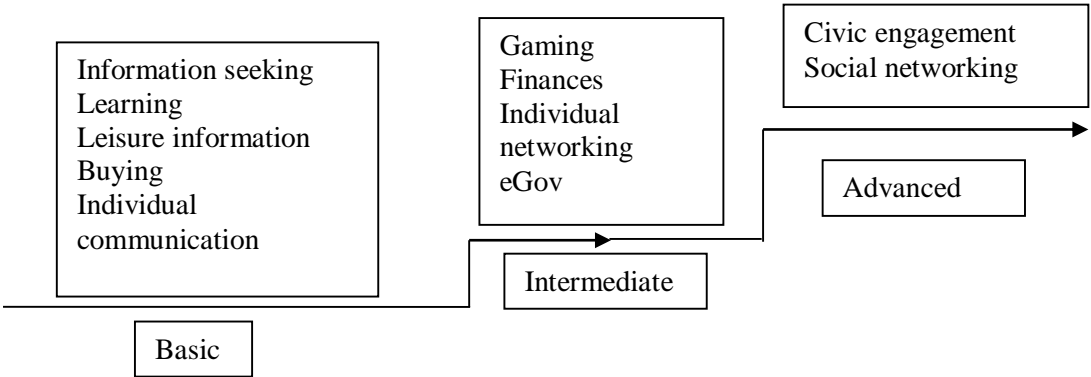 Information seeking
Learning
Leisure information
Buying
Individual
communication
Basic
Gaming
Finances
Individual
networking
eGov
Intermediate
Civic engagement
Social networking
Advanced